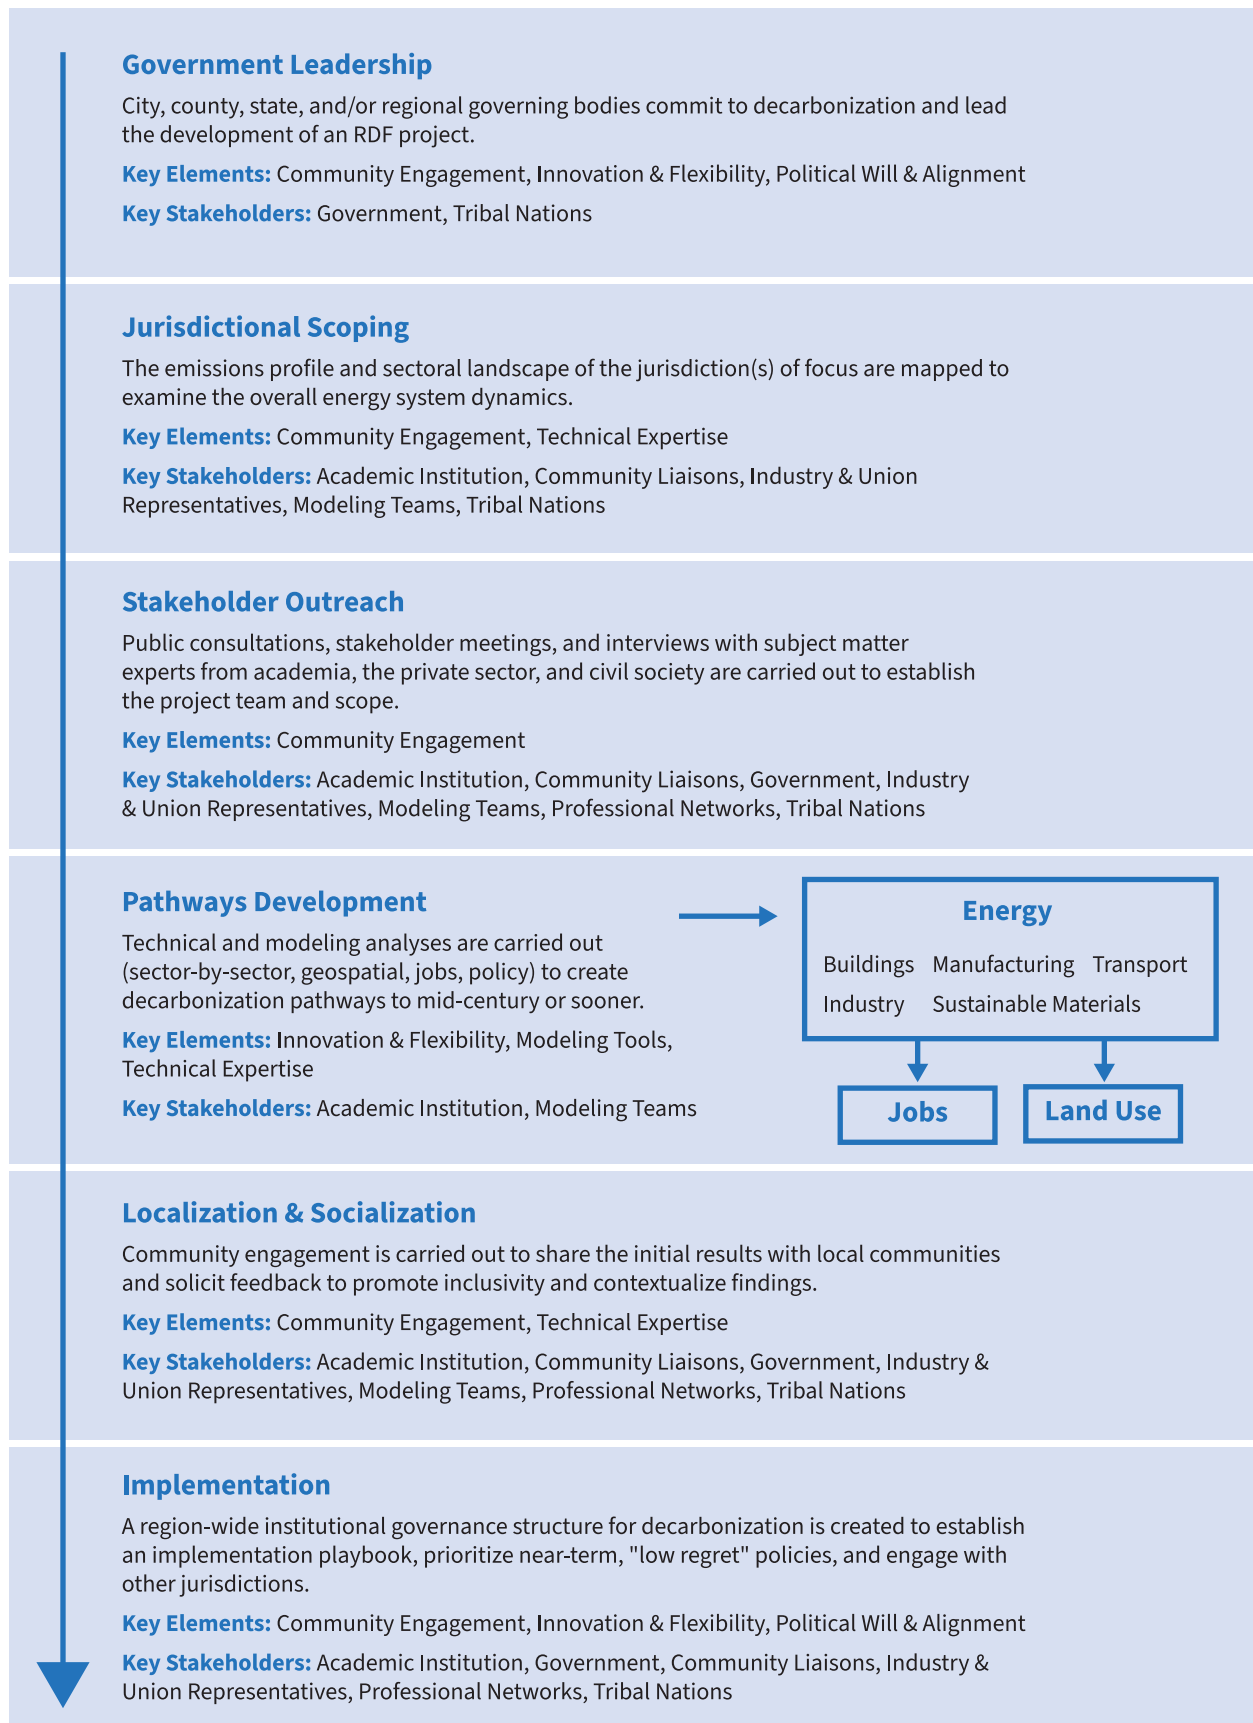 Government Leadership
City, county, state, and/or regional governing bodies commit to decarbonization and lead
the development of an RDF project.
Key Elements: Community Engagement, Innovation & Flexibility, Political Will & Alignment
Key Stakeholders: Government, Tribal Nations
Jurisdictional Scoping
The emissions profile and sectoral landscape of the jurisdiction(s) of focus are mapped to
examine the overall energy system dynamics.
Key Elements: Community Engagement, Technical Expertise
Key Stakeholders: Academic Institution, Community Liaisons, Industry & Union
Representatives, Modeling Teams, Tribal Nations
Stakeholder Outreach
Public consultations, stakeholder meetings, and interviews with subject matter
experts from academia, the private sector, and civil society are carried out to establish
the project team and scope.
Key Elements: Community Engagement
Key Stakeholders: Academic Institution, Community Liaisons, Government, Industry
& Union Representatives, Modeling Teams, Professional Networks, Tribal Nations
Pathways Development
Technical and modeling analyses are carried out
(sector-by-sector, geospatial, jobs, policy) to create
decarbonization pathways to mid-century or sooner.
Key Elements: Innovation & Flexibility, Modeling Tools,
Technical Expertise
Key Stakeholders: Academic Institution, Modeling Teams
Energy
Buildings Manufacturing Transport
Industry Sustainable Materials
Jobs
Land Use
Localization & Socialization
Community engagement is carried out to share the initial results with local communities
and solicit feedback to promote inclusivity and contextualize findings.
Key Elements: Community Engagement, Technical Expertise
Key Stakeholders: Academic Institution, Community Liaisons, Government, Industry &
Union Representatives, Modeling Teams, Professional Networks, Tribal Nations
Implementation
A region-wide institutional governance structure for decarbonization is created to establish
an implementation playbook, prioritize near-term, "low regret" policies, and engage with
other jurisdictions.
Key Elements: Community Engagement, Innovation & Flexibility, Political Will & Alignment
Key Stakeholders: Academic Institution, Government, Community Liaisons, Industry &
Union Representatives, Professional Networks, Tribal Nations